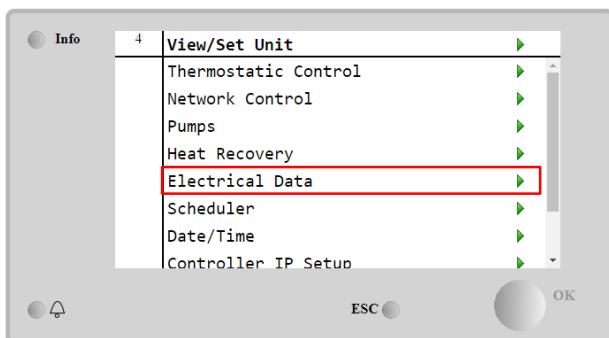 Info
4 View/Set Unit
Thermostatic Control
Network Control
Pumps
Heat Recovery
Electrical Data
Scheduler
Date/Time
Controller IP Setup
ESC
OK